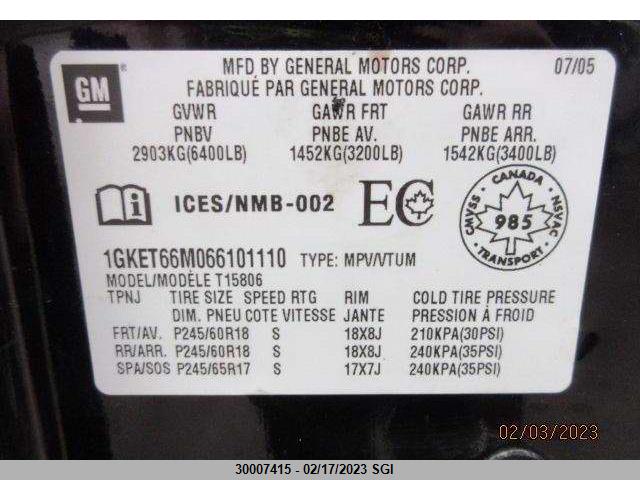 GM
MFD BY GENERAL MOTORS CORP. 07/05
FABRIQUÉ PAR GENERAL MOTORS CORP.
GVWR GAWR FRT GAWR RR
PNBV PNBE AV. PNBE ARR.
2903KG(6400LB) 1452KG(3200LB) 1542KG(3400LB)
ICES/NMB-002 EC
CANADA CMVSS 985 NSVAC TRANSPORT
1GKET66M066101110 TYPE: MPV/VTUM
MODEL/MODÈLE T15806
TPNJ TIRE SIZE SPEED RTG RIM COLD TIRE PRESSURE
DIM. PNEU COTE VITESSE JANTE PRESSION À FROID
FRT/AV. P245/60R18 S 18X8J 210KPA(30PSI)
RR/ARR. P245/60R18 S 18X8J 240KPA(35PSI)
SPA/SOS P245/65R17 S 17X7J 240KPA(35PSI)
02/03/2023
30007415 - 02/17/2023 SGI